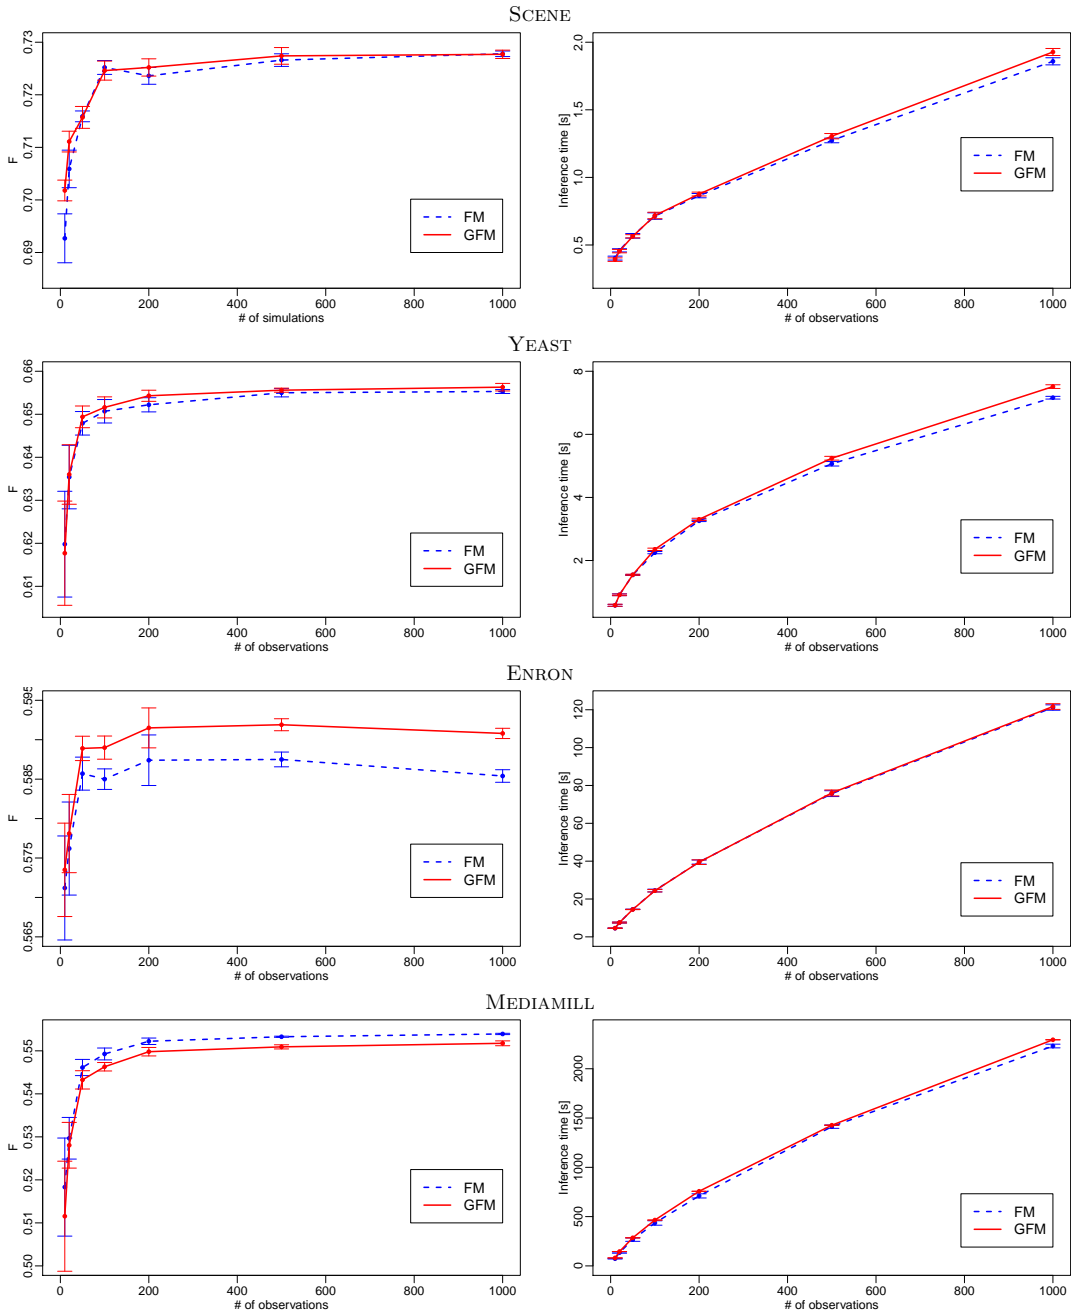 SCENE
F
0.69 0.70 0.71 0.72 0.73
FM
GFM
0 200 400 600 800 1000
# of simulations
Inference time [s]
0.5 1.0 1.5 2.0
FM
GFM
0 200 400 600 800 1000
# of observations
YEAST
F
0.61 0.62 0.63 0.64 0.65 0.66
FM
GFM
0 200 400 600 800 1000
# of observations
Inference time [s]
2 4 6 8
FM
GFM
0 200 400 600 800 1000
# of observations
ENRON
F
0.565 0.575 0.585 0.595
FM
GFM
0 200 400 600 800 1000
# of observations
Inference time [s]
0 20 40 60 80 100 120
FM
GFM
0 200 400 600 800 1000
# of observations
MEDIAMILL
F
0.50 0.51 0.52 0.53 0.54 0.55
FM
GFM
0 200 400 600 800 1000
# of observations
Inference time [s]
0 500 1000 1500 2000
FM
GFM
0 200 400 600 800 1000
# of observations